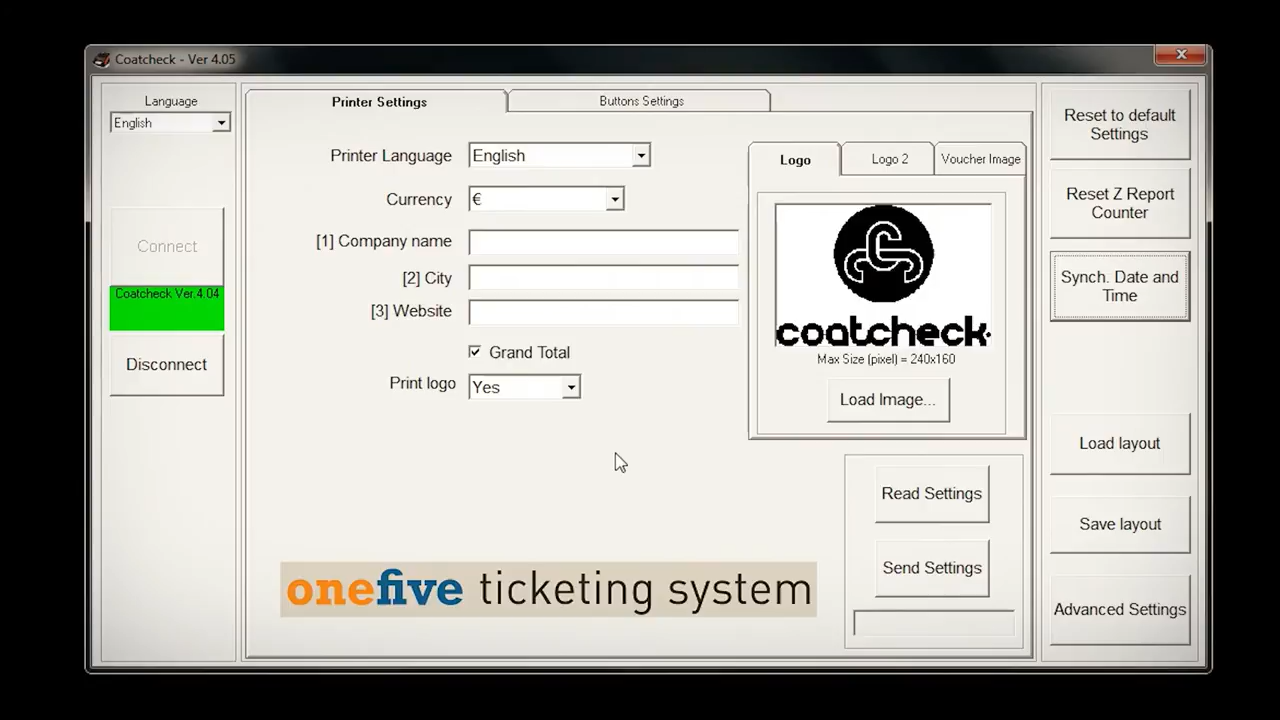 Coatcheck - Ver 4.05
Language
English
Connect
Coatcheck Ver.4.04
Disconnect
Printer Settings
Buttons Settings
Printer Language
English
Currency
€
[1] Company name
[2] City
[3] Website
Grand Total
Print logo
Yes
Logo
Logo 2
Voucher Image
coatcheck
Max Size (pixel) = 240x160
Load Image...
Read Settings
Send Settings
onefive ticketing system
Reset to default
Settings
Reset Z Report
Counter
Synch. Date and
Time
Load layout
Save layout
Advanced Settings